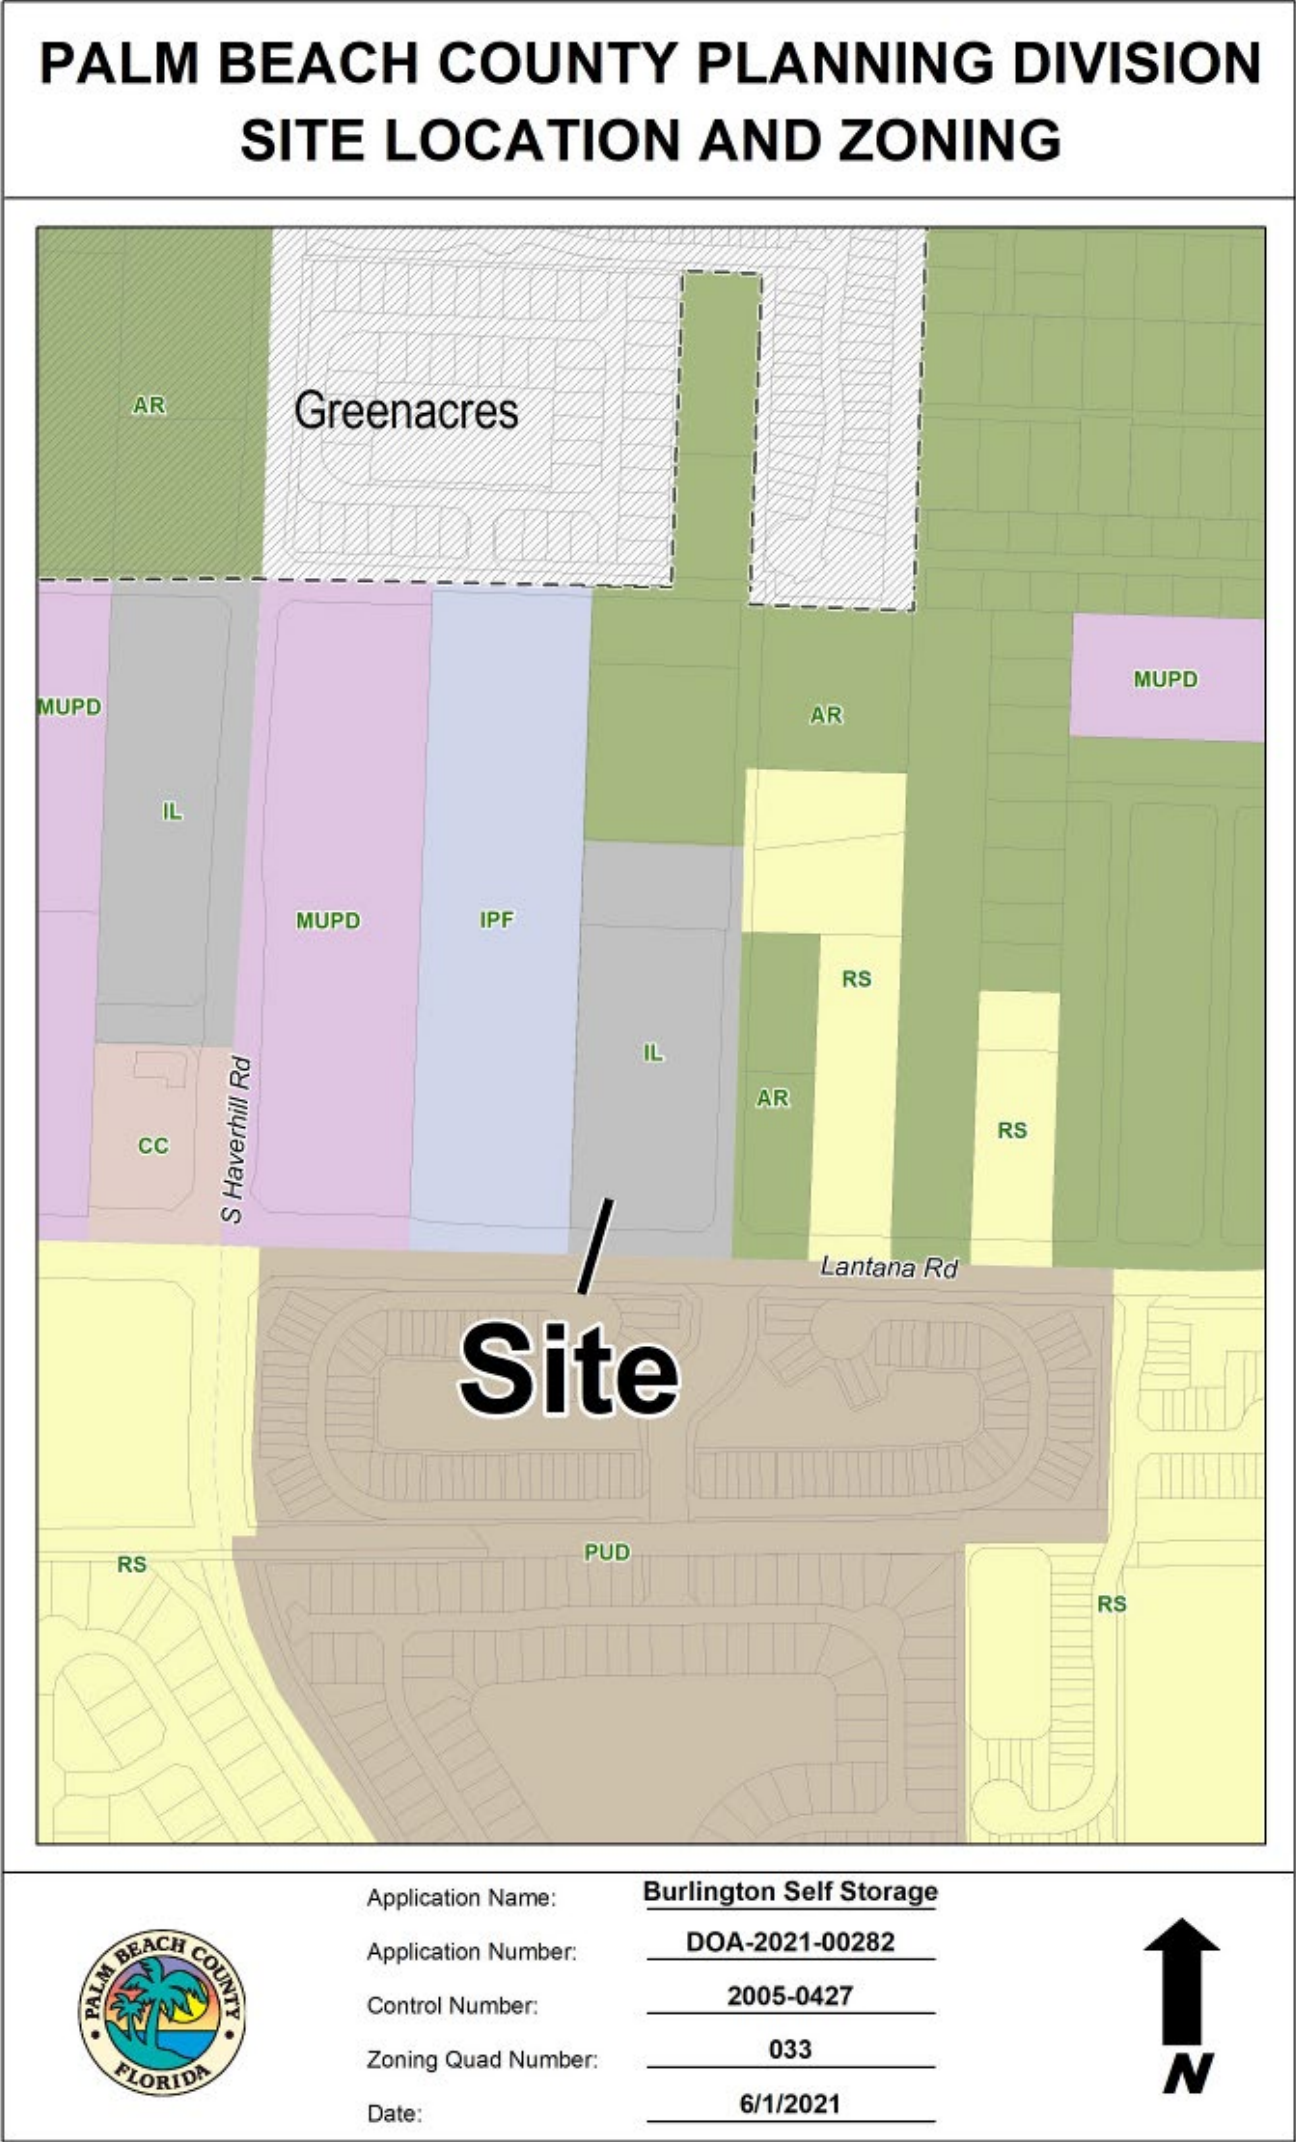 PALM BEACH COUNTY PLANNING DIVISION
SITE LOCATION AND ZONING
AR
Greenacres
MUPD
MUPD
AR
IL
MUPD
IPF
RS
IL
AR
RS
CC
S Haverhill Rd
Lantana Rd
Site
PUD
RS
RS
Application Name: Burlington Self Storage
Application Number: DOA-2021-00282
Control Number: 2005-0427
Zoning Quad Number: 033
Date: 6/1/2021
PALM BEACH COUNTY
FLORIDA
N